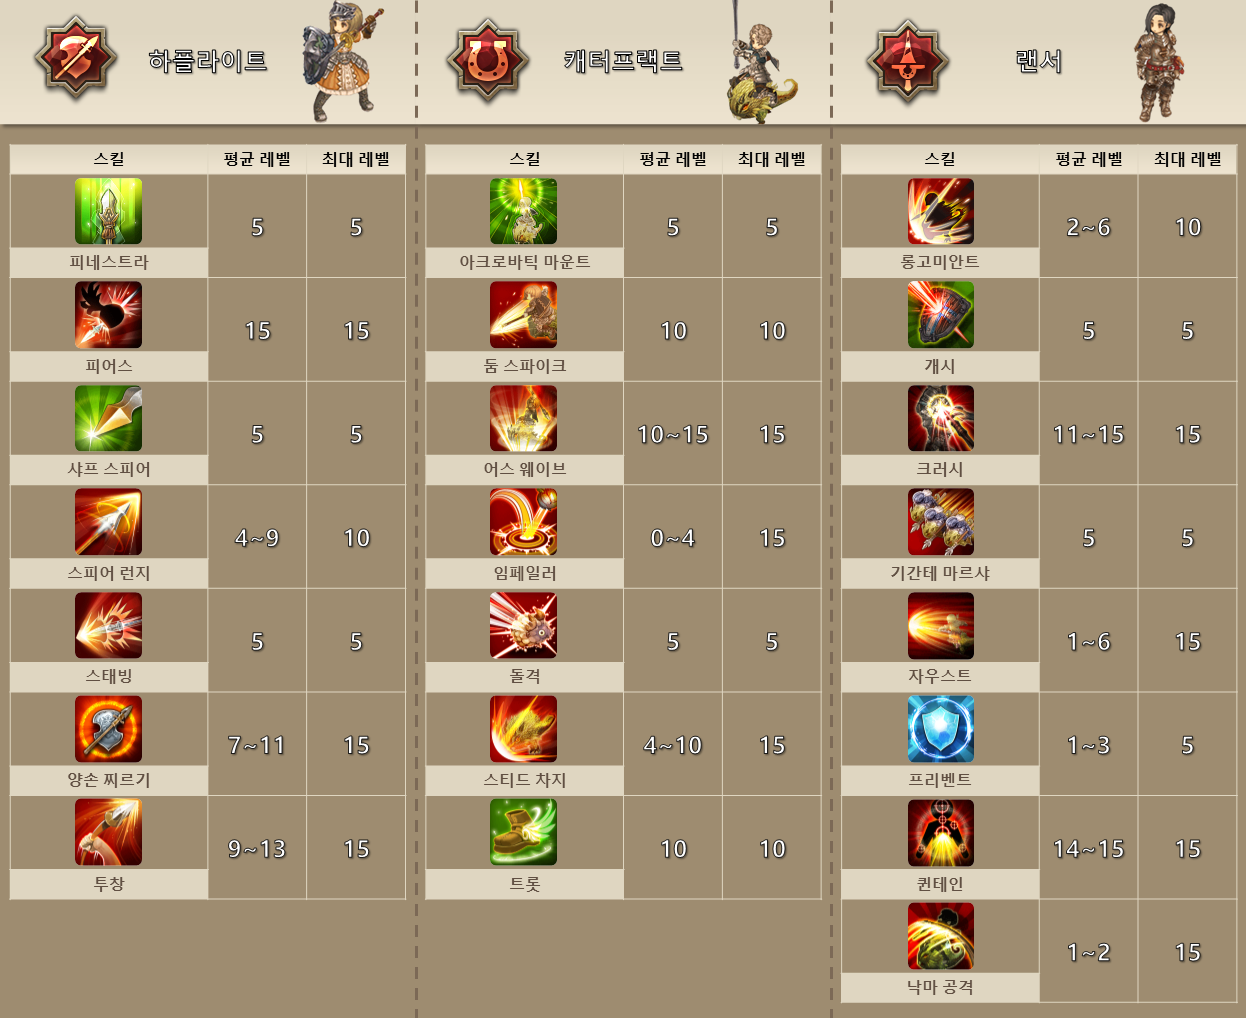 하플라이트
스킬 평균 레벨 최대 레벨
5 5
피네스트라
15 15
피어스
5 5
샤프 스피어
4~9 10
스피어 런지
5 5
스태빙
7~11 15
양손 찌르기
9~13 15
투창
캐터프랙트
스킬 평균 레벨 최대 레벨
5 5
아크로바틱 마운트
10 10
둠 스파이크
10~15 15
어스 웨이브
0~4 15
임페일러
5 5
돌격
4~10 15
스티드 차지
10 10
트롯
랜서
스킬 평균 레벨 최대 레벨
2~6 10
롱고미안트
5 5
개시
11~15 15
크러시
5 5
기간테 마르샤
1~6 15
자우스트
1~3 5
프리벤트
14~15 15
퀸테인
1~2 15
낙마 공격